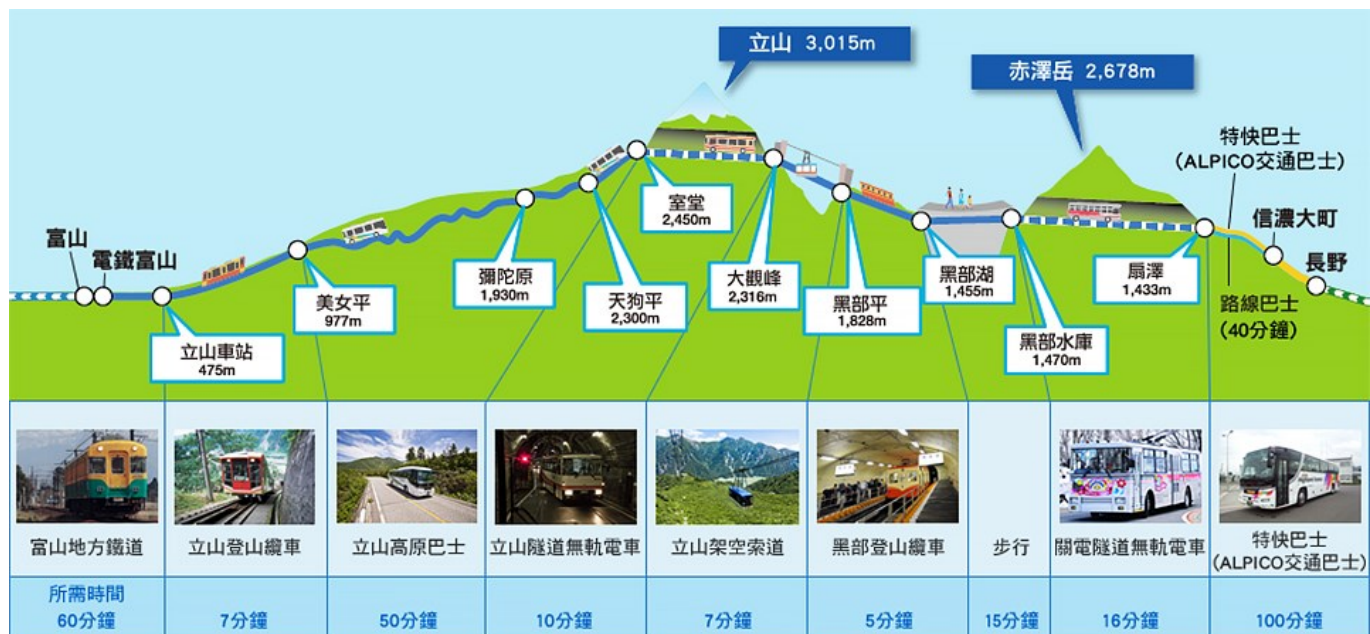 立山 3,015m
赤澤岳 2,678m
特快巴士
(ALPICO交通巴士)
信濃大町
長野
路線巴士
(40分鐘)
富山
電鐵富山
立山車站
475m
美女平
977m
彌陀原
1,930m
天狗平
2,300m
室堂
2,450m
大觀峰
2,316m
黑部平
1,828m
黑部湖
1,455m
黑部水庫
1,470m
扇澤
1,433m
富山地方鐵道
立山登山纜車
立山高原巴士
立山隧道無軌電車
立山架空索道
黑部登山纜車
步行
關電隧道無軌電車
特快巴士
(ALPICO交通巴士)
所需時間
60分鐘
7分鐘
50分鐘
10分鐘
7分鐘
5分鐘
15分鐘
16分鐘
100分鐘